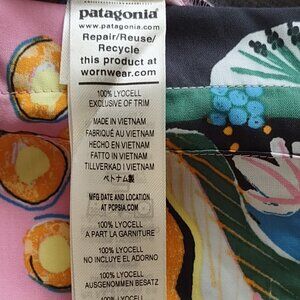 patagonia®
www.patagonia.com
Repair/Reuse/
Recycle
this product at
wornwear.com
100% LYOCELL
EXCLUSIVE OF TRIM
MADE IN VIETNAM
FABRIQUÉ AU VIETNAM
HECHO EN VIETNAM
FATTO IN VIETNAM
TILLVERKAD I VIETNAM
ベトナム製
MFG DATE AND LOCATION
AT PCPSIA.COM
100% LYOCELL
À PART LA GARNITURE
100% LYOCELL
NO INCLUYE EL ADORNO
100% LYOCELL
AUSGENOMMEN BESATZ
100% LYOCELL